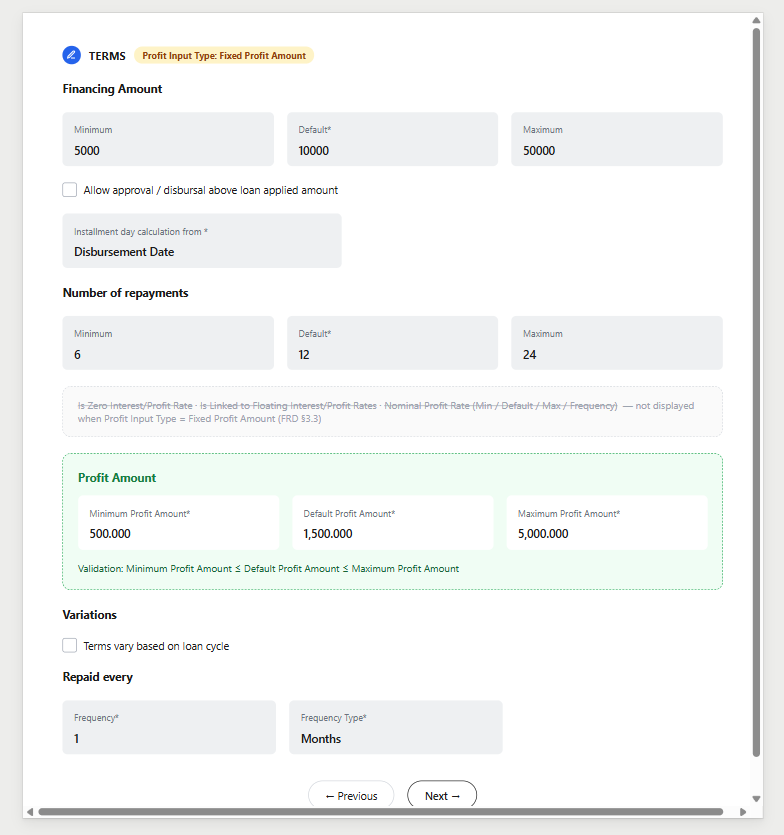 TERMS Profit Input Type: Fixed Profit Amount
Financing Amount
Minimum Default* Maximum
5000 10000 50000
Allow approval / disbursal above loan applied amount
Installment day calculation from *
Disbursement Date
Number of repayments
Minimum Default* Maximum
6 12 24
Is Zero Interest/Profit Rate · Is Linked to Floating Interest/Profit Rates · Nominal Profit Rate (Min / Default / Max / Frequency) — not displayed
when Profit Input Type = Fixed Profit Amount (FRD §3.3)
Profit Amount
Minimum Profit Amount* Default Profit Amount* Maximum Profit Amount*
500.000 1,500.000 5,000.000
Validation: Minimum Profit Amount ≤ Default Profit Amount ≤ Maximum Profit Amount
Variations
Terms vary based on loan cycle
Repaid every
Frequency* Frequency Type*
1 Months
← Previous Next →